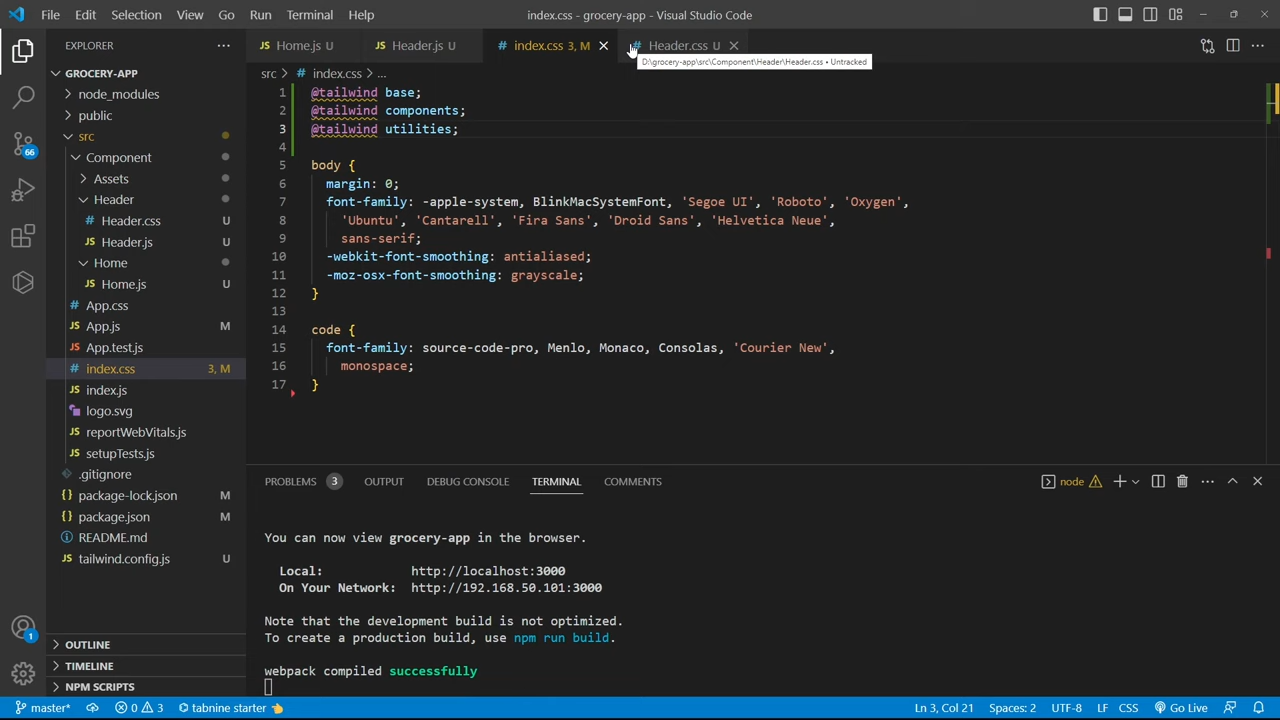 File Edit Selection View Go Run Terminal Help
index.css - grocery-app - Visual Studio Code
EXPLORER
Home.js U
Header.js U
index.css 3, M
Header.css U
D:\grocery-app\src\Component\Header\Header.css • Untracked
GROCERY-APP
node_modules
public
src
Component
Assets
Header
Header.css U
Header.js U
Home
Home.js U
App.css
App.js M
App.test.js
index.css 3, M
index.js
logo.svg
reportWebVitals.js
setupTests.js
.gitignore
package-lock.json M
package.json M
README.md
tailwind.config.js U
OUTLINE
TIMELINE
NPM SCRIPTS
66
1
src > index.css > ...
1 @tailwind base;
2 @tailwind components;
3 @tailwind utilities;
4
5 body {
6 margin: 0;
7 font-family: -apple-system, BlinkMacSystemFont, 'Segoe UI', 'Roboto', 'Oxygen',
8 'Ubuntu', 'Cantarell', 'Fira Sans', 'Droid Sans', 'Helvetica Neue',
9 sans-serif;
10 -webkit-font-smoothing: antialiased;
11 -moz-osx-font-smoothing: grayscale;
12 }
13
14 code {
15 font-family: source-code-pro, Menlo, Monaco, Consolas, 'Courier New',
16 monospace;
17 }
PROBLEMS 3 OUTPUT DEBUG CONSOLE TERMINAL COMMENTS
node
You can now view grocery-app in the browser.
Local: http://localhost:3000
On Your Network: http://192.168.50.101:3000
Note that the development build is not optimized.
To create a production build, use npm run build.
webpack compiled successfully
master* 0 3 tabnine starter Ln 3, Col 21 Spaces: 2 UTF-8 LF CSS Go Live